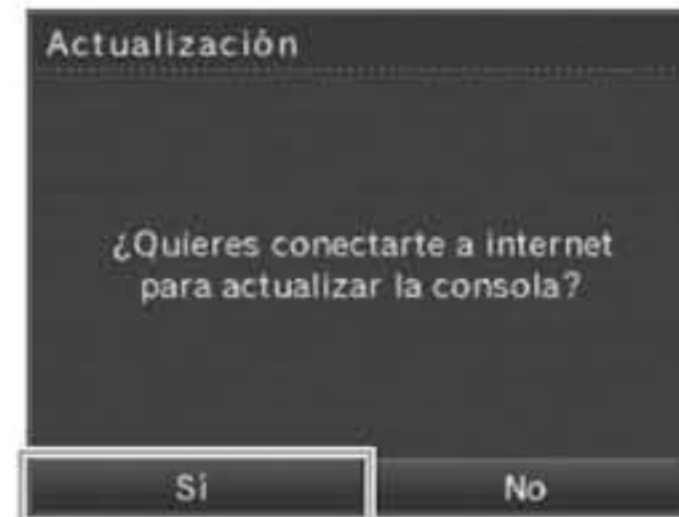 Actualización
¿Quieres conectarte a internet
para actualizar la consola?
Sí
No